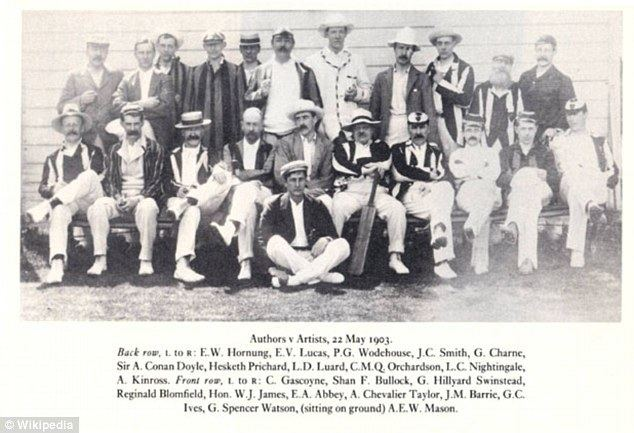 Authors v Artists, 22 May 1903.
Back row, L to R: E.W. Hornung, E.V. Lucas, P.G. Wodehouse, J.C. Smith, G. Charne,
Sir A. Conan Doyle, Hesketh Prichard, L.D. Luard, C.M.Q. Orchardson, L.C. Nightingale,
A. Kinross. Front row, L to R: C. Gascoyne, Shan F. Bullock, G. Hillyard Swinstead,
Reginald Blomfield, Hon. W.J. James, E.A. Abbey, A. Chevalier Taylor, J.M. Barrie, G.C.
Ives, G. Spencer Watson, (sitting on ground) A.E.W. Mason.
© Wikipedia